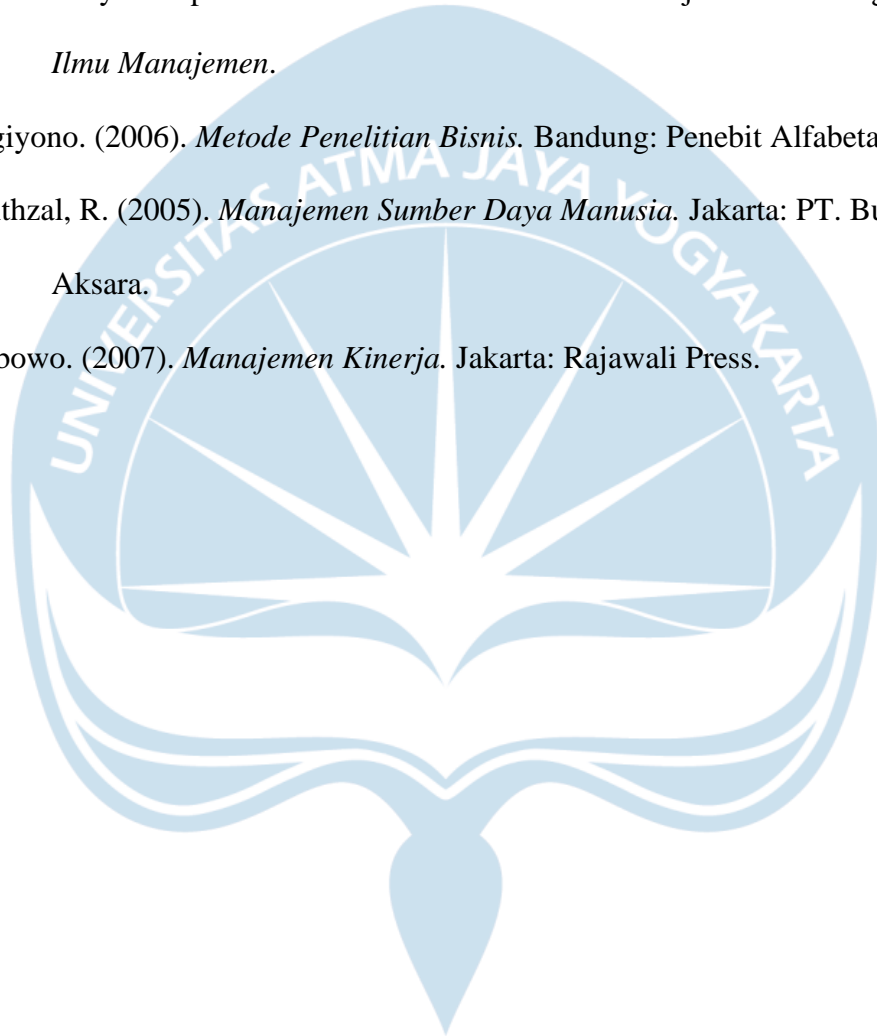 Ilmu Manajemen.
giyono. (2006). Metode Penelitian Bisnis. Bandung: Penebit Alfabeta
thzal, R. (2005). Manajemen Sumber Daya Manusia. Jakarta: PT. Bu
Aksara.
bowo. (2007). Manajemen Kinerja. Jakarta: Rajawali Press.
UNIVERSITAS ATMA JAYA YOGYAKARTA